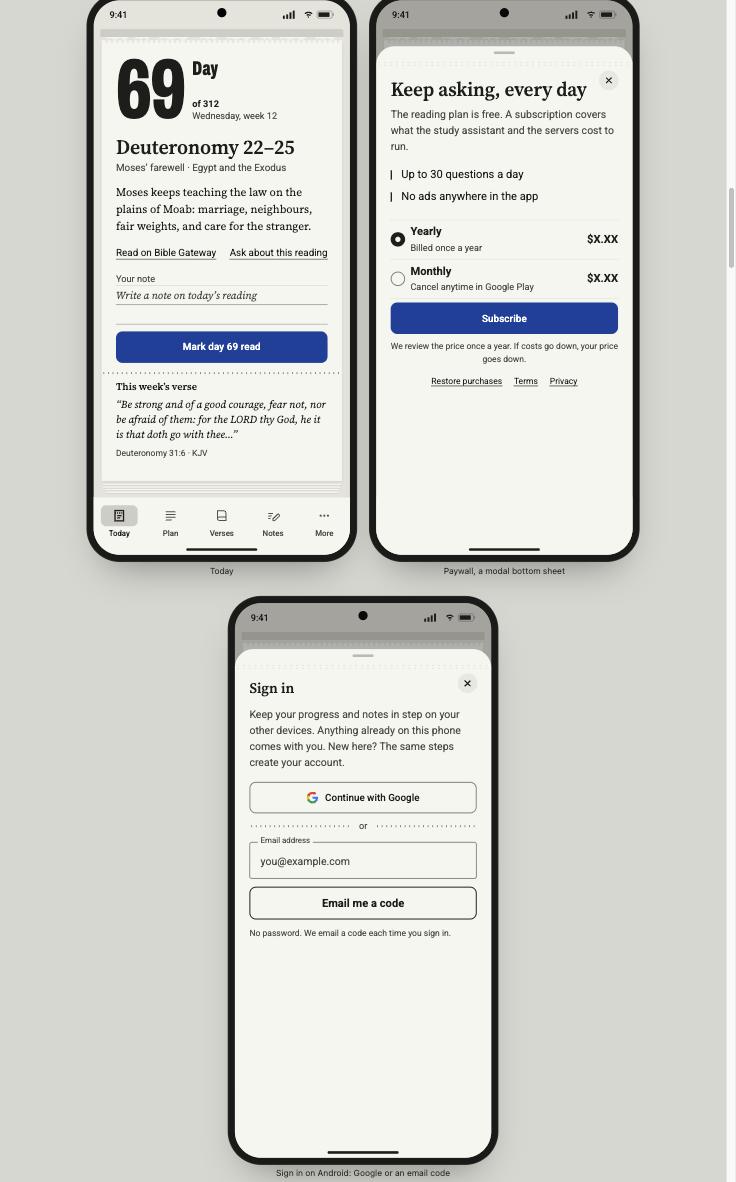 9:41
69
Day
of 312
Wednesday, week 12
Deuteronomy 22–25
Moses’ farewell · Egypt and the Exodus
Moses keeps teaching the law on the
plains of Moab: marriage, neighbours,
fair weights, and care for the stranger.
Read on Bible Gateway
Ask about this reading
Your note
Write a note on today’s reading
Mark day 69 read
This week’s verse
“Be strong and of a good courage, fear not, nor
be afraid of them: for the LORD thy God, he it
is that doth go with thee…”
Deuteronomy 31:6 · KJV
Today
Plan
Verses
Notes
More
Today
9:41
Keep asking, every day
The reading plan is free. A subscription covers
what the study assistant and the servers cost to
run.
Up to 30 questions a day
No ads anywhere in the app
Yearly
Billed once a year
$X.XX
Monthly
Cancel anytime in Google Play
$X.XX
Subscribe
We review the price once a year. If costs go down, your price
goes down.
Restore purchases
Terms
Privacy
Paywall, a modal bottom sheet
9:41
Sign in
Keep your progress and notes in step on your
other devices. Anything already on this phone
comes with you. New here? The same steps
create your account.
Continue with Google
or
Email address
you@example.com
Email me a code
No password. We email a code each time you sign in.
Sign in on Android: Google or an email code